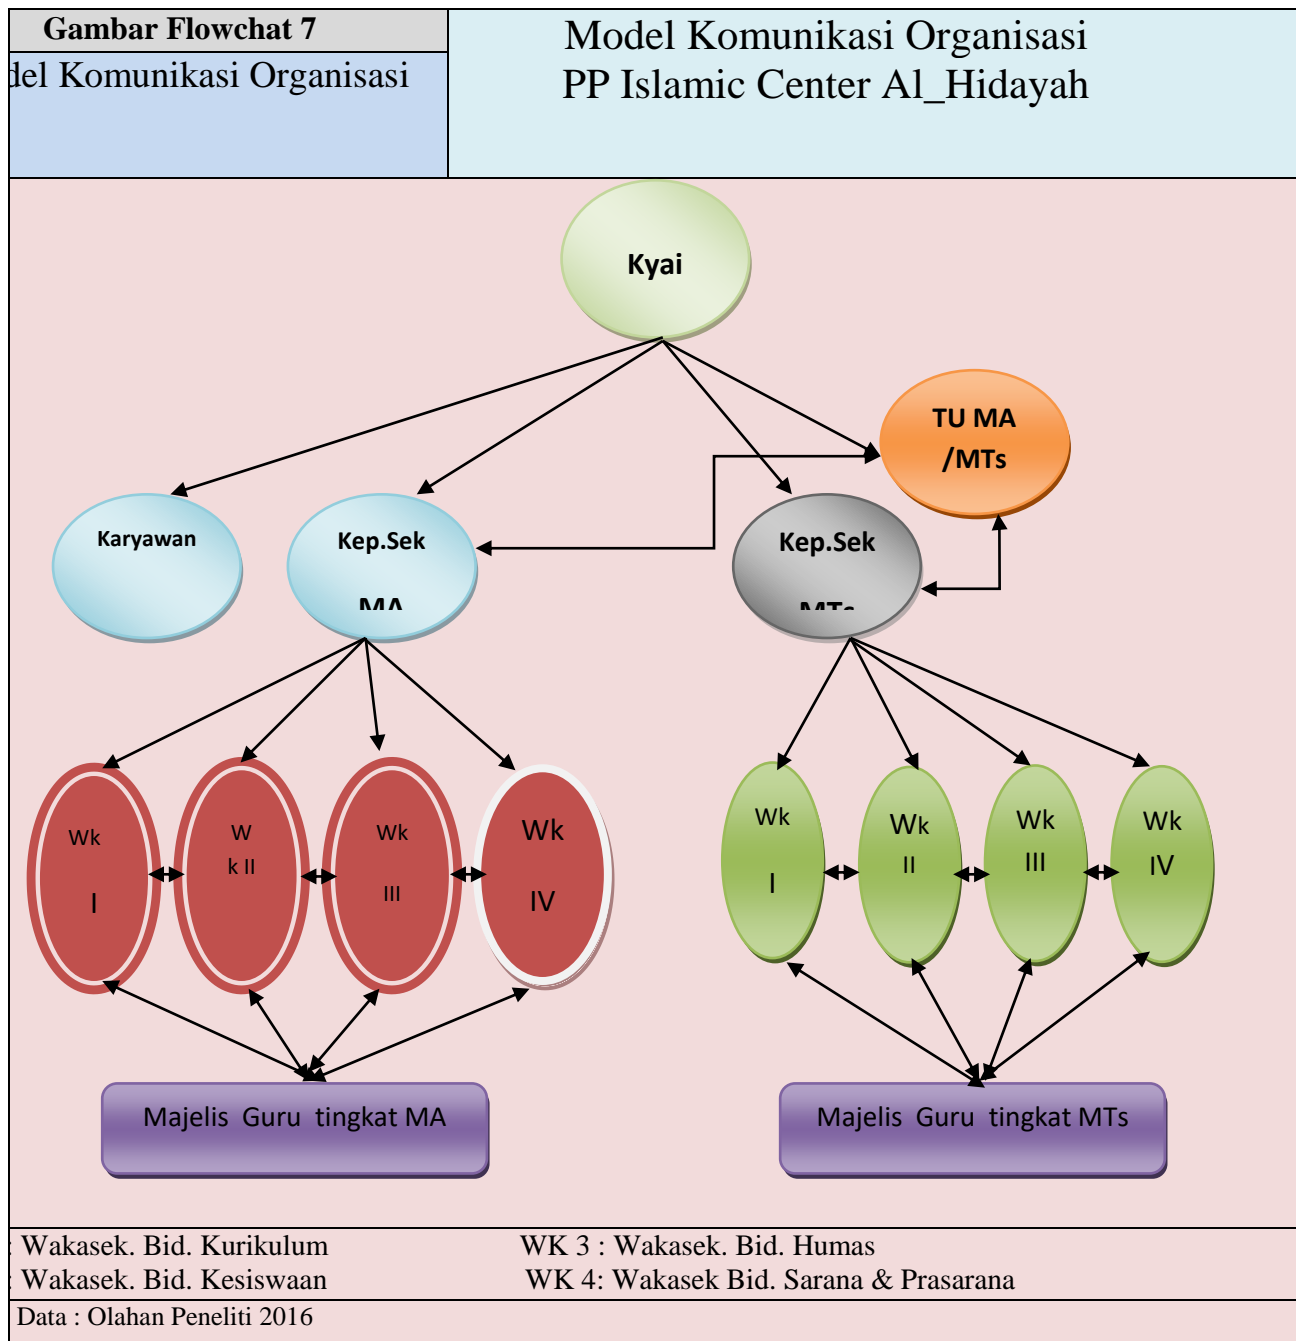 Gambar Flowchat 7
del Komunikasi Organisasi
Model Komunikasi Organisasi
PP Islamic Center Al_Hidayah
Kyai
TU MA
/MTs
Karyawan
Kep.Sek
MA
Kep.Sek
MTs
Wk
I
W
k II
Wk
III
Wk
IV
Wk
I
Wk
II
Wk
III
Wk
IV
Majelis Guru tingkat MA
Majelis Guru tingkat MTs
: Wakasek. Bid. Kurikulum
WK 3 : Wakasek. Bid. Humas
: Wakasek. Bid. Kesiswaan
WK 4: Wakasek Bid. Sarana & Prasarana
Data : Olahan Peneliti 2016